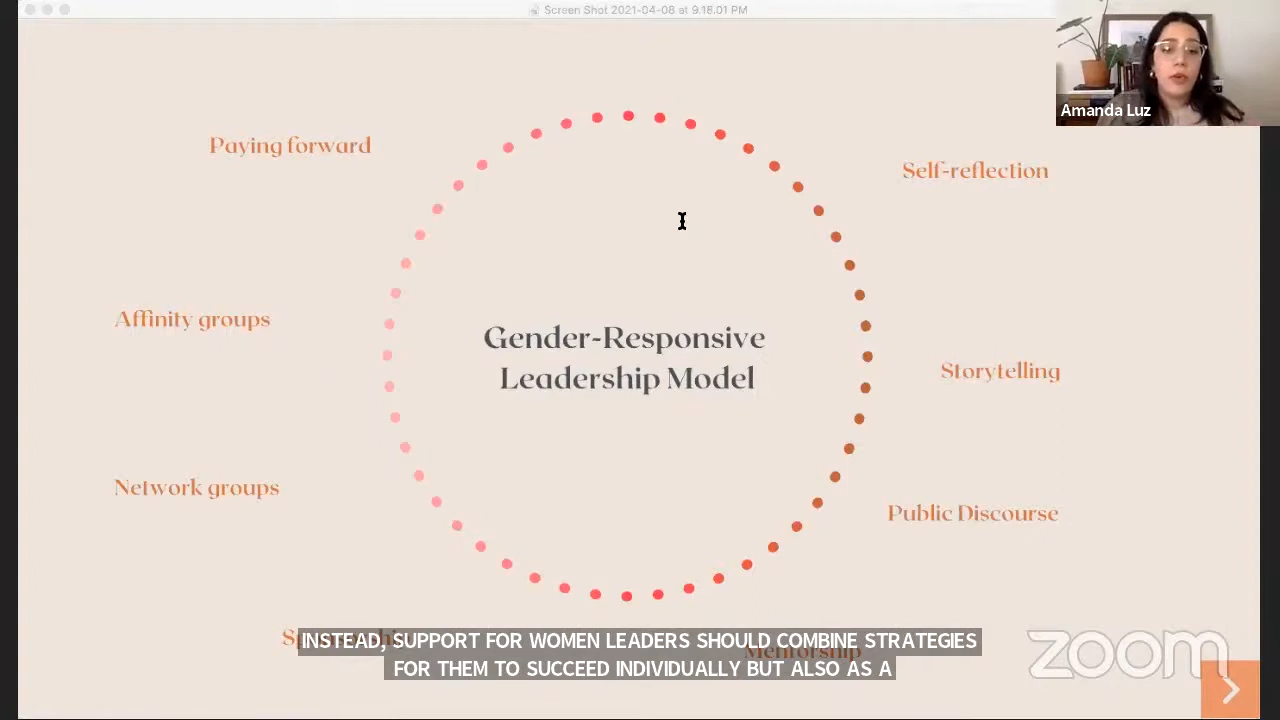 Screen Shot 2021-04-08 at 9.18.01 PM
Amanda Luz
Paying forward
Self-reflection
Affinity groups
Gender-Responsive
Leadership Model
Storytelling
Network groups
Public Discourse
Mentorship
INSTEAD, SUPPORT FOR WOMEN LEADERS SHOULD COMBINE STRATEGIES
FOR THEM TO SUCCEED INDIVIDUALLY BUT ALSO AS A
zoom